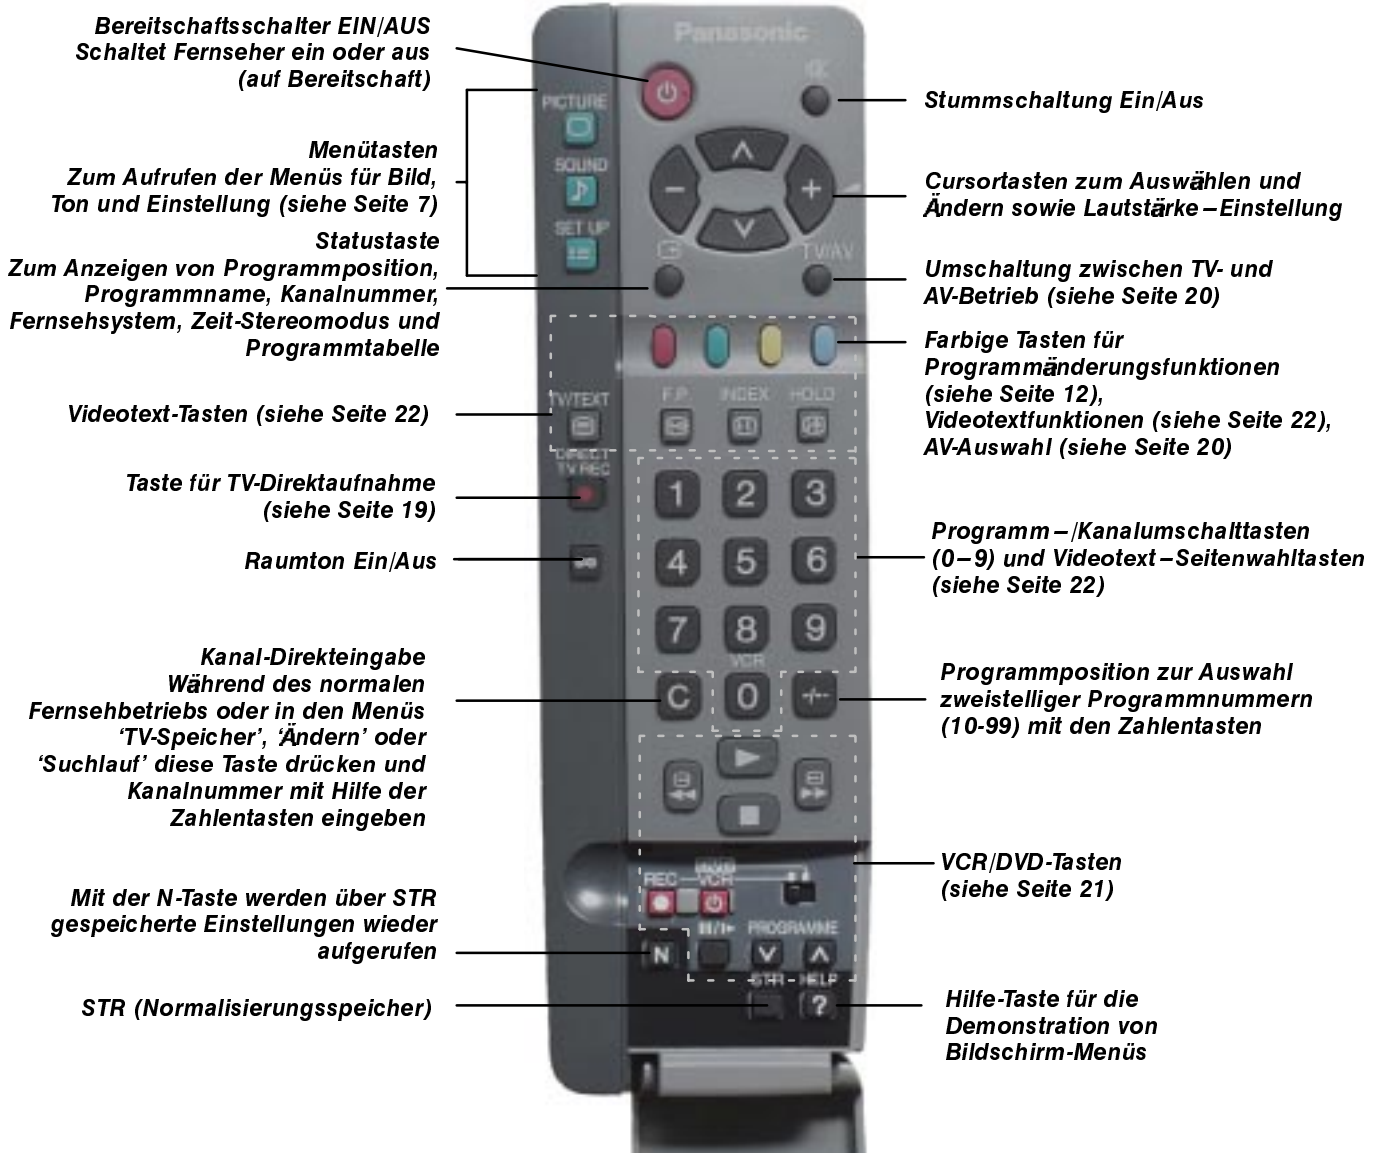 Bereitschaftsschalter EIN/AUS
Schaltet Fernseher ein oder aus
(auf Bereitschaft)
Menütasten
Zum Aufrufen der Menüs für Bild,
Ton und Einstellung (siehe Seite 7)
Statustaste
Zum Anzeigen von Programmposition,
Programmname, Kanalnummer,
Fernsehsystem, Zeit-Stereomodus und
Programmtabelle
Videotext-Tasten (siehe Seite 22)
Taste für TV-Direktaufnahme
(siehe Seite 19)
Raumton Ein/Aus
Kanal-Direkteingabe
Während des normalen
Fernsehbetriebs oder in den Menüs
‘TV-Speicher’, ‘Ändern’ oder
‘Suchlauf’ diese Taste drücken und
Kanalnummer mit Hilfe der
Zahlentasten eingeben
Mit der N-Taste werden über STR
gespeicherte Einstellungen wieder
aufgerufen
STR (Normalisierungsspeicher)
Panasonic
PICTURE
SOUND
SET UP
TV/AV
F.P. INDEX HOLD
TV/TEXT
DIRECT
TV REC
1 2 3
4 5 6
7 8 9
VCR
C 0 -/--
REC VCR
PROGRAMME
N
STR HELP
?
Stummschaltung Ein/Aus
Cursortasten zum Auswählen und
Ändern sowie Lautstärke–Einstellung
Umschaltung zwischen TV- und
AV-Betrieb (siehe Seite 20)
Farbige Tasten für
Programmänderungsfunktionen
(siehe Seite 12),
Videotextfunktionen (siehe Seite 22),
AV-Auswahl (siehe Seite 20)
Programm–/Kanalumschalttasten
(0–9) und Videotext–Seitenwahltasten
(siehe Seite 22)
Programmposition zur Auswahl
zweistelliger Programmnummern
(10-99) mit den Zahlentasten
VCR/DVD-Tasten
(siehe Seite 21)
Hilfe-Taste für die
Demonstration von
Bildschirm-Menüs